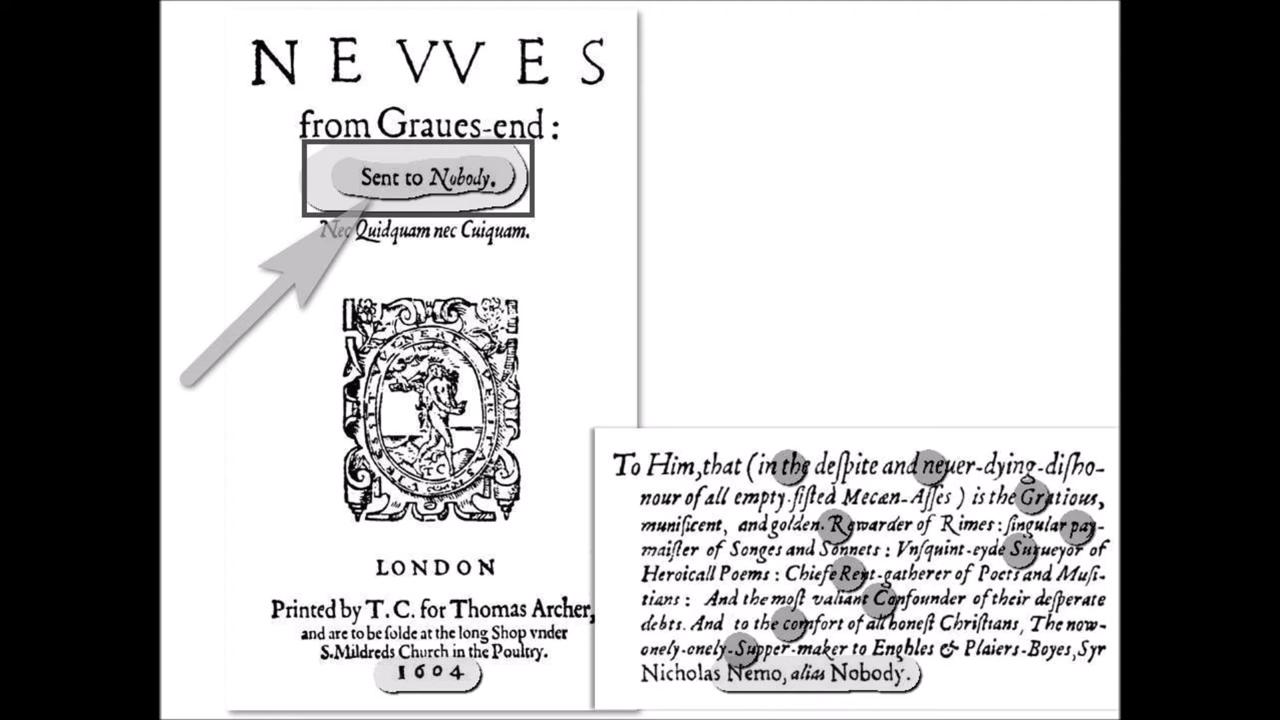 NEVVES
from Graues-end:
Sent to Nobody.
Nec Quidquam nec Cuiquam.
VENERE VERITAS
T C
LONDON
Printed by T.C. for Thomas Archer,
and are to be solde at the long Shop vnder
S.Mildreds Church in the Poultry.
1604
To Him, that (in the deſpite and neuer-dying-diſho-
nour of all empty-fiſted Mecæn-Aſſes) is the Gratious,
munificent, and golden Rewarder of Rimes: ſingular pay-
maiſter of Songes and Sonnets: Vnſquint-eyde Surueyor of
Heroicall Poems: Chiefe Rent-gatherer of Poets and Muſi-
tians: And the moſt valiant Confounder of their deſperate
debts. And to the comfort of all honeſt Chriſtians, The now-
onely-onely-Supper-maker to Enghles & Plaiers-Boyes, Syr
Nicholas Nemo, alias Nobody.